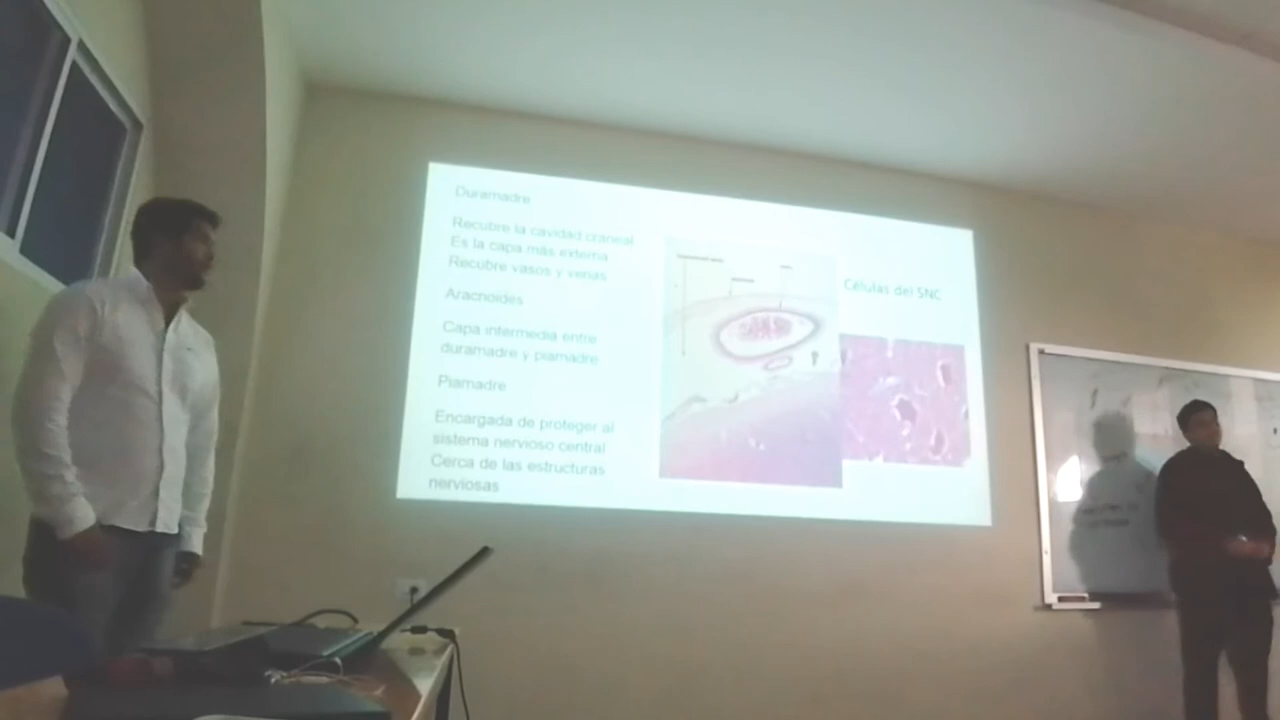 Duramadre
Recubre la cavidad craneal
Es la capa más externa
Recubre vasos y venas
Aracnoides
Capa intermedia entre
duramadre y piamadre
Piamadre
Encargada de proteger al
sistema nervioso central
Cerca de las estructuras
nerviosas
Celulas del SNC